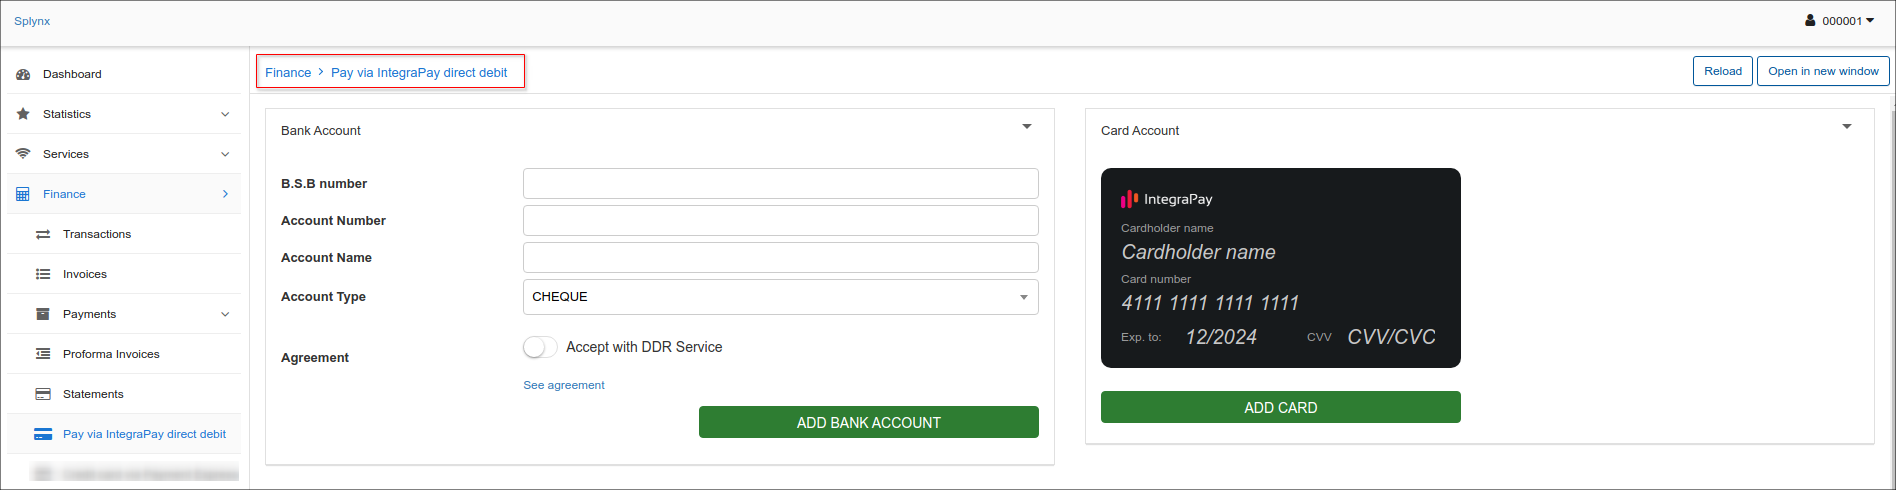 Splynx
000001
Dashboard
Statistics
Services
Finance
Transactions
Invoices
Payments
Proforma Invoices
Statements
Pay via IntegraPay direct debit
Finance > Pay via IntegraPay direct debit
Reload
Open in new window
Bank Account
B.S.B number
Account Number
Account Name
Account Type
CHEQUE
Agreement
Accept with DDR Service
See agreement
ADD BANK ACCOUNT
Card Account
IntegraPay
Cardholder name
Cardholder name
Card number
4111 1111 1111 1111
Exp. to: 12/2024 CVV CVV/CVC
ADD CARD